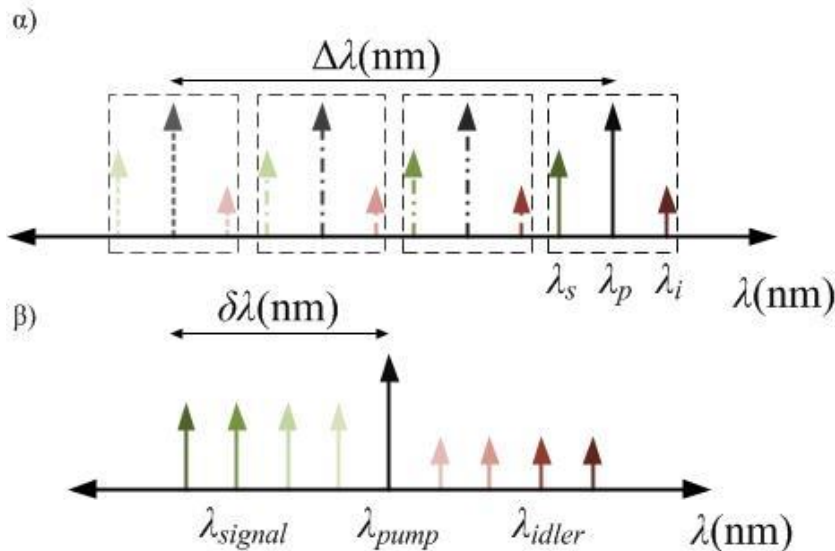 α)
Δλ(nm)
λs λp λi
λ(nm)
β)
δλ(nm)
λsignal λpump λidler
λ(nm)